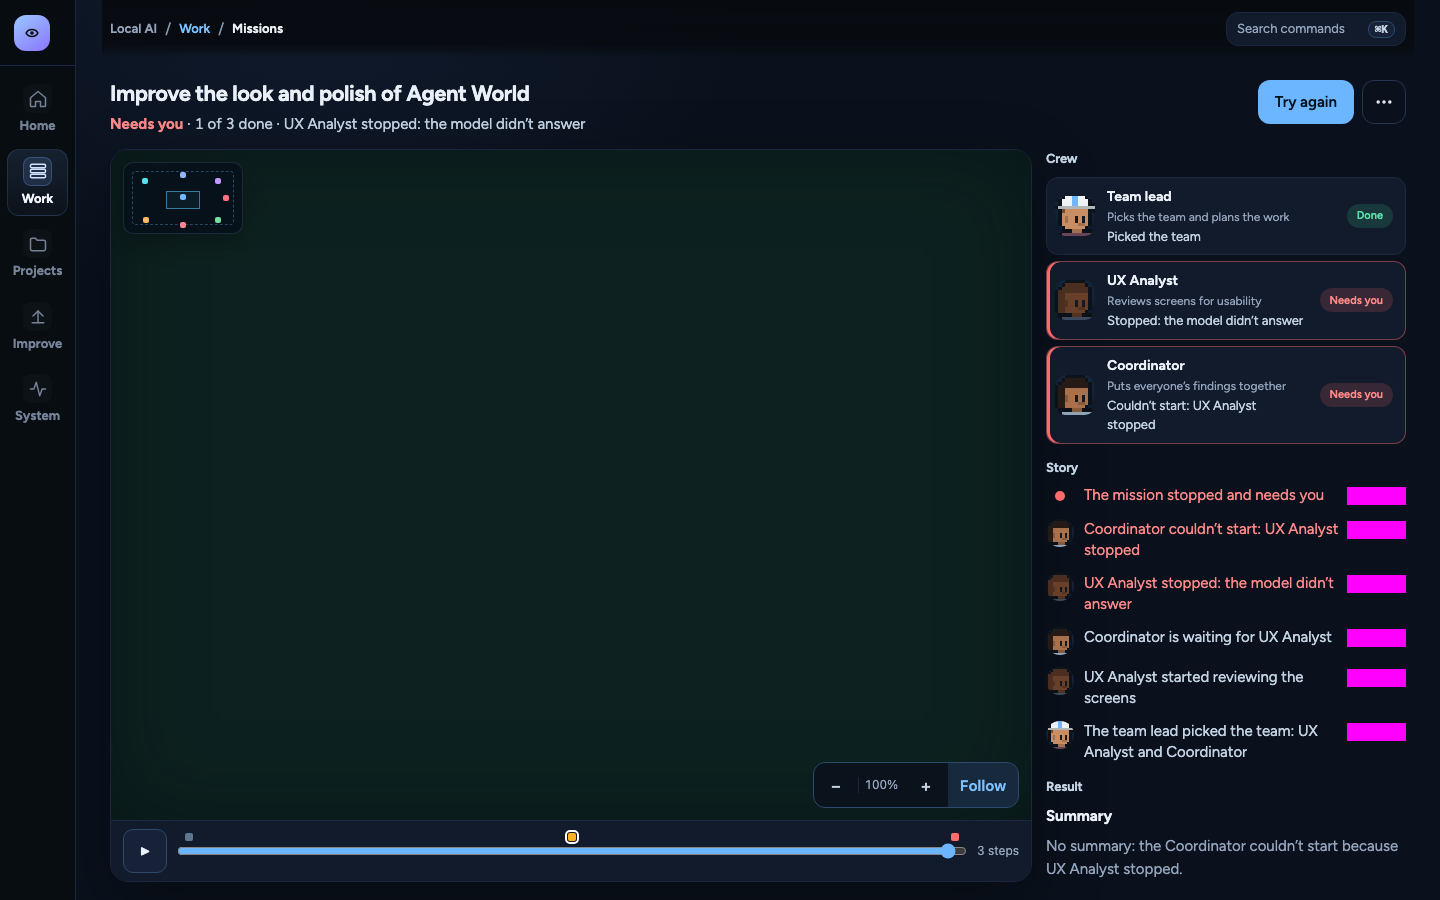 Local AI / Work / Missions
Search commands ⌘K
Home
Work
Projects
Improve
System
Improve the look and polish of Agent World
Needs you · 1 of 3 done · UX Analyst stopped: the model didn’t answer
Try again
Crew
Team lead
Picks the team and plans the work
Picked the team
Done
UX Analyst
Reviews screens for usability
Stopped: the model didn’t answer
Needs you
Coordinator
Puts everyone’s findings together
Couldn’t start: UX Analyst
stopped
Needs you
Story
The mission stopped and needs you
Coordinator couldn’t start: UX Analyst
stopped
UX Analyst stopped: the model didn’t
answer
Coordinator is waiting for UX Analyst
UX Analyst started reviewing the
screens
The team lead picked the team: UX
Analyst and Coordinator
Result
Summary
No summary: the Coordinator couldn’t start because
UX Analyst stopped.
− 100% + Follow
3 steps